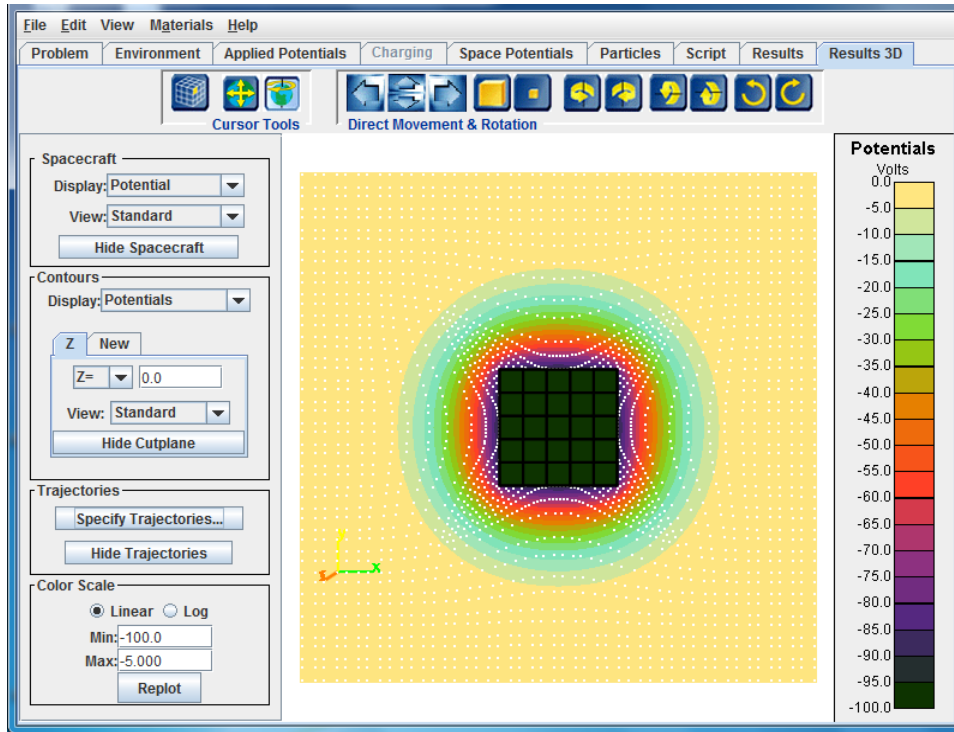 File Edit View Materials Help
Problem Environment Applied Potentials Charging Space Potentials Particles Script Results Results 3D
Cursor Tools Direct Movement & Rotation
Spacecraft
Display: Potential
View: Standard
Hide Spacecraft
Contours
Display: Potentials
Z New
Z= 0.0
View: Standard
Hide Cutplane
Trajectories
Specify Trajectories...
Hide Trajectories
Color Scale
Linear Log
Min: -100.0
Max: -5.000
Replot
Y
X
Z
Potentials
Volts
0.0
-5.0
-10.0
-15.0
-20.0
-25.0
-30.0
-35.0
-40.0
-45.0
-50.0
-55.0
-60.0
-65.0
-70.0
-75.0
-80.0
-85.0
-90.0
-95.0
-100.0